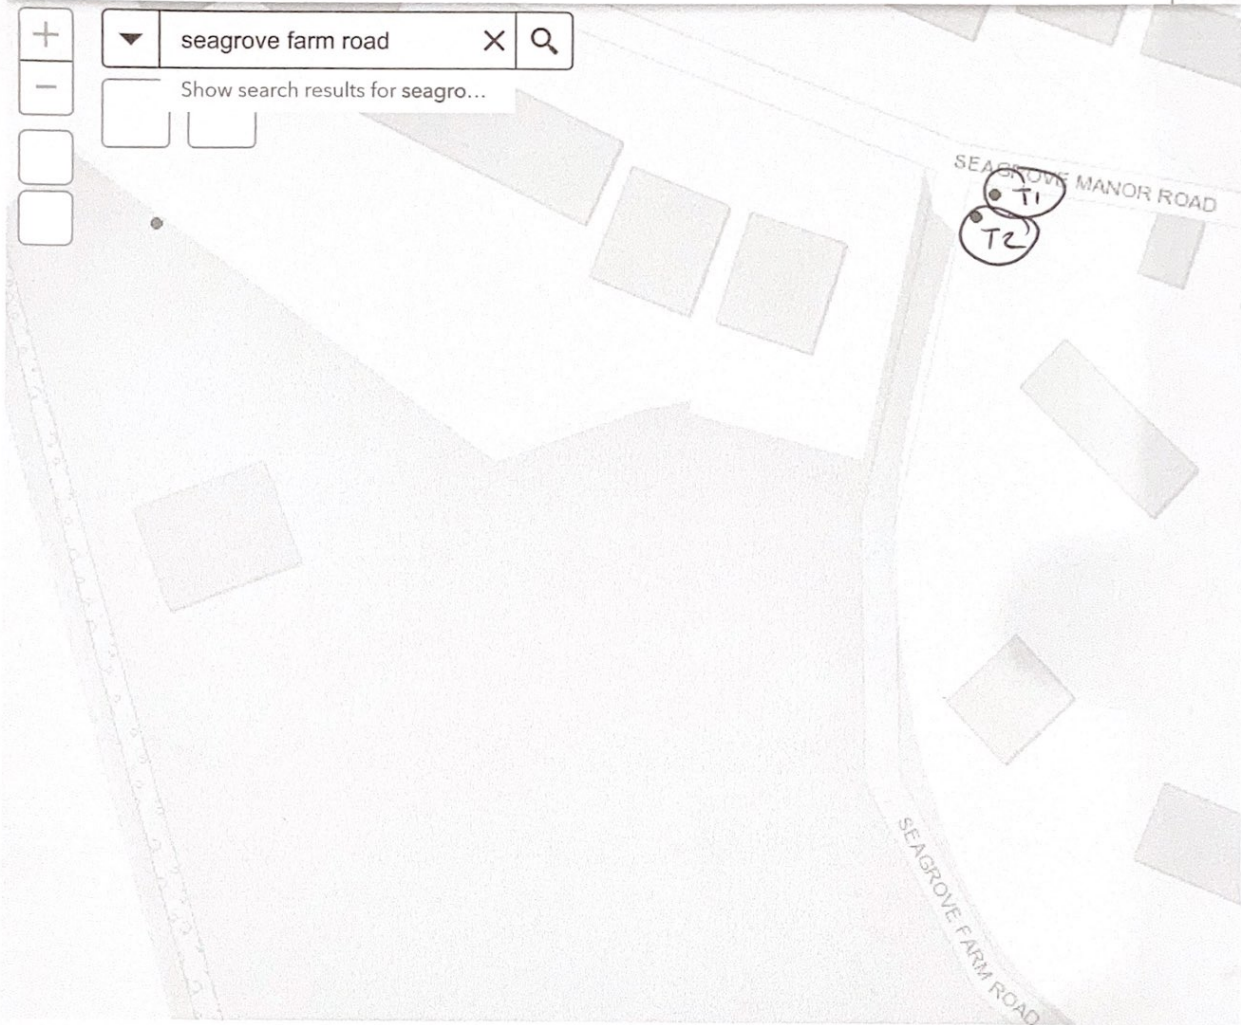 seagrove farm road
Show search results for seagro...
SEAGROVE MANOR ROAD
T1
T2
SEAGROVE FARM ROAD